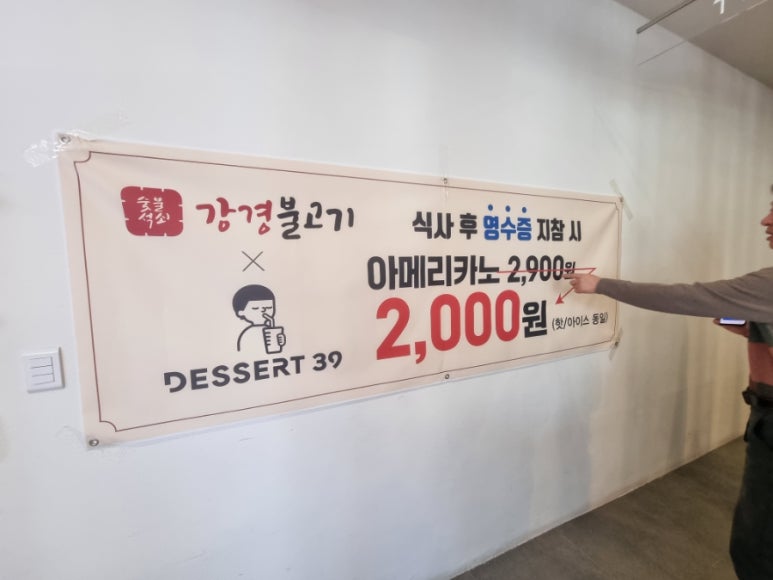 숯불
석쇠
강경불고기
×
DESSERT 39
식사 후 영수증 지참 시
아메리카노 2,900원
2,000원 (핫/아이스 동일)